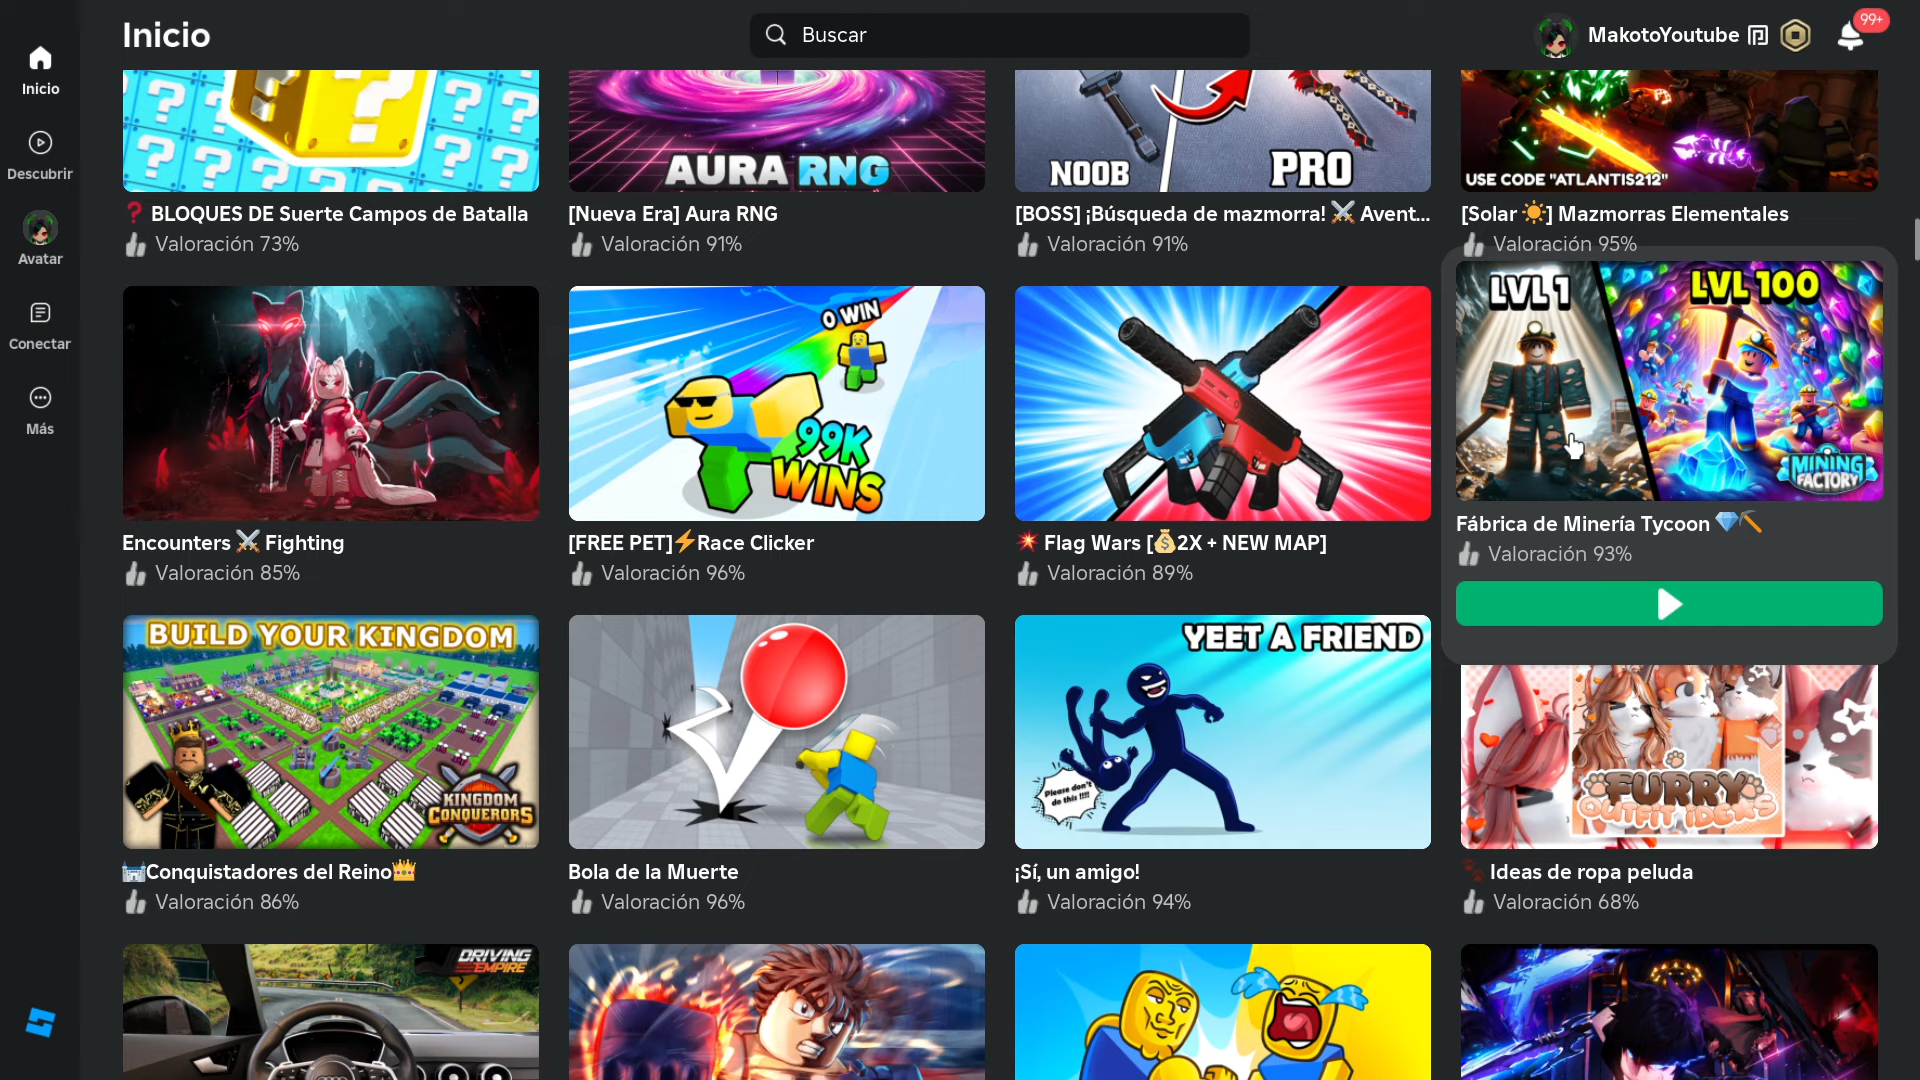 Inicio
Buscar
MakotoYoutube
99+
Inicio
Descubrir
Avatar
Conectar
Más
AURA RNG
NOOB
PRO
USE CODE "ATLANTIS212"
BLOQUES DE Suerte Campos de Batalla
Valoración 73%
[Nueva Era] Aura RNG
Valoración 91%
[BOSS] ¡Búsqueda de mazmorra! ⚔️ Avent...
Valoración 91%
[Solar ☀️] Mazmorras Elementales
Valoración 95%
0 WIN
99K
WINS
LVL 1
LVL 100
MINING
FACTORY
Encounters ⚔️ Fighting
Valoración 85%
[FREE PET]⚡Race Clicker
Valoración 96%
💥 Flag Wars [💰2X + NEW MAP]
Valoración 89%
Fábrica de Minería Tycoon 💎⛏️
Valoración 93%
BUILD YOUR KINGDOM
KINGDOM
CONQUERORS
YEET A FRIEND
Please don't
do this !!!!
FURRY
OUTFIT IDEAS
🏰Conquistadores del Reino👑
Valoración 86%
Bola de la Muerte
Valoración 96%
¡Sí, un amigo!
Valoración 94%
🐾 Ideas de ropa peluda
Valoración 68%
DRIVING
EMPIRE